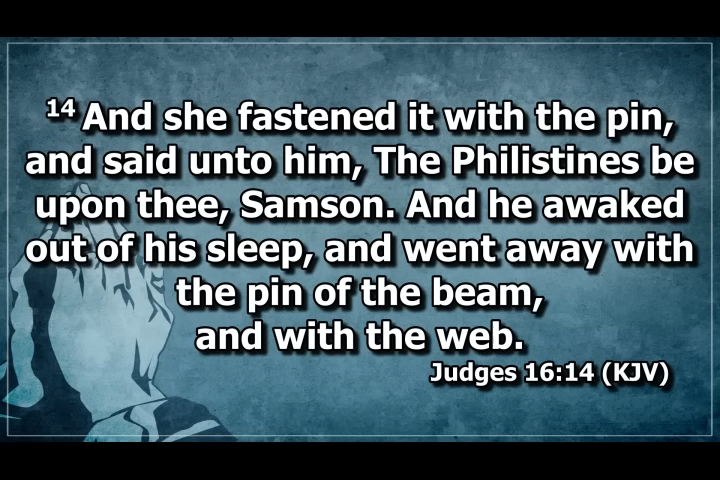 14 And she fastened it with the pin,
and said unto him, The Philistines be
upon thee, Samson. And he awaked
out of his sleep, and went away with
the pin of the beam,
and with the web.
Judges 16:14 (KJV)